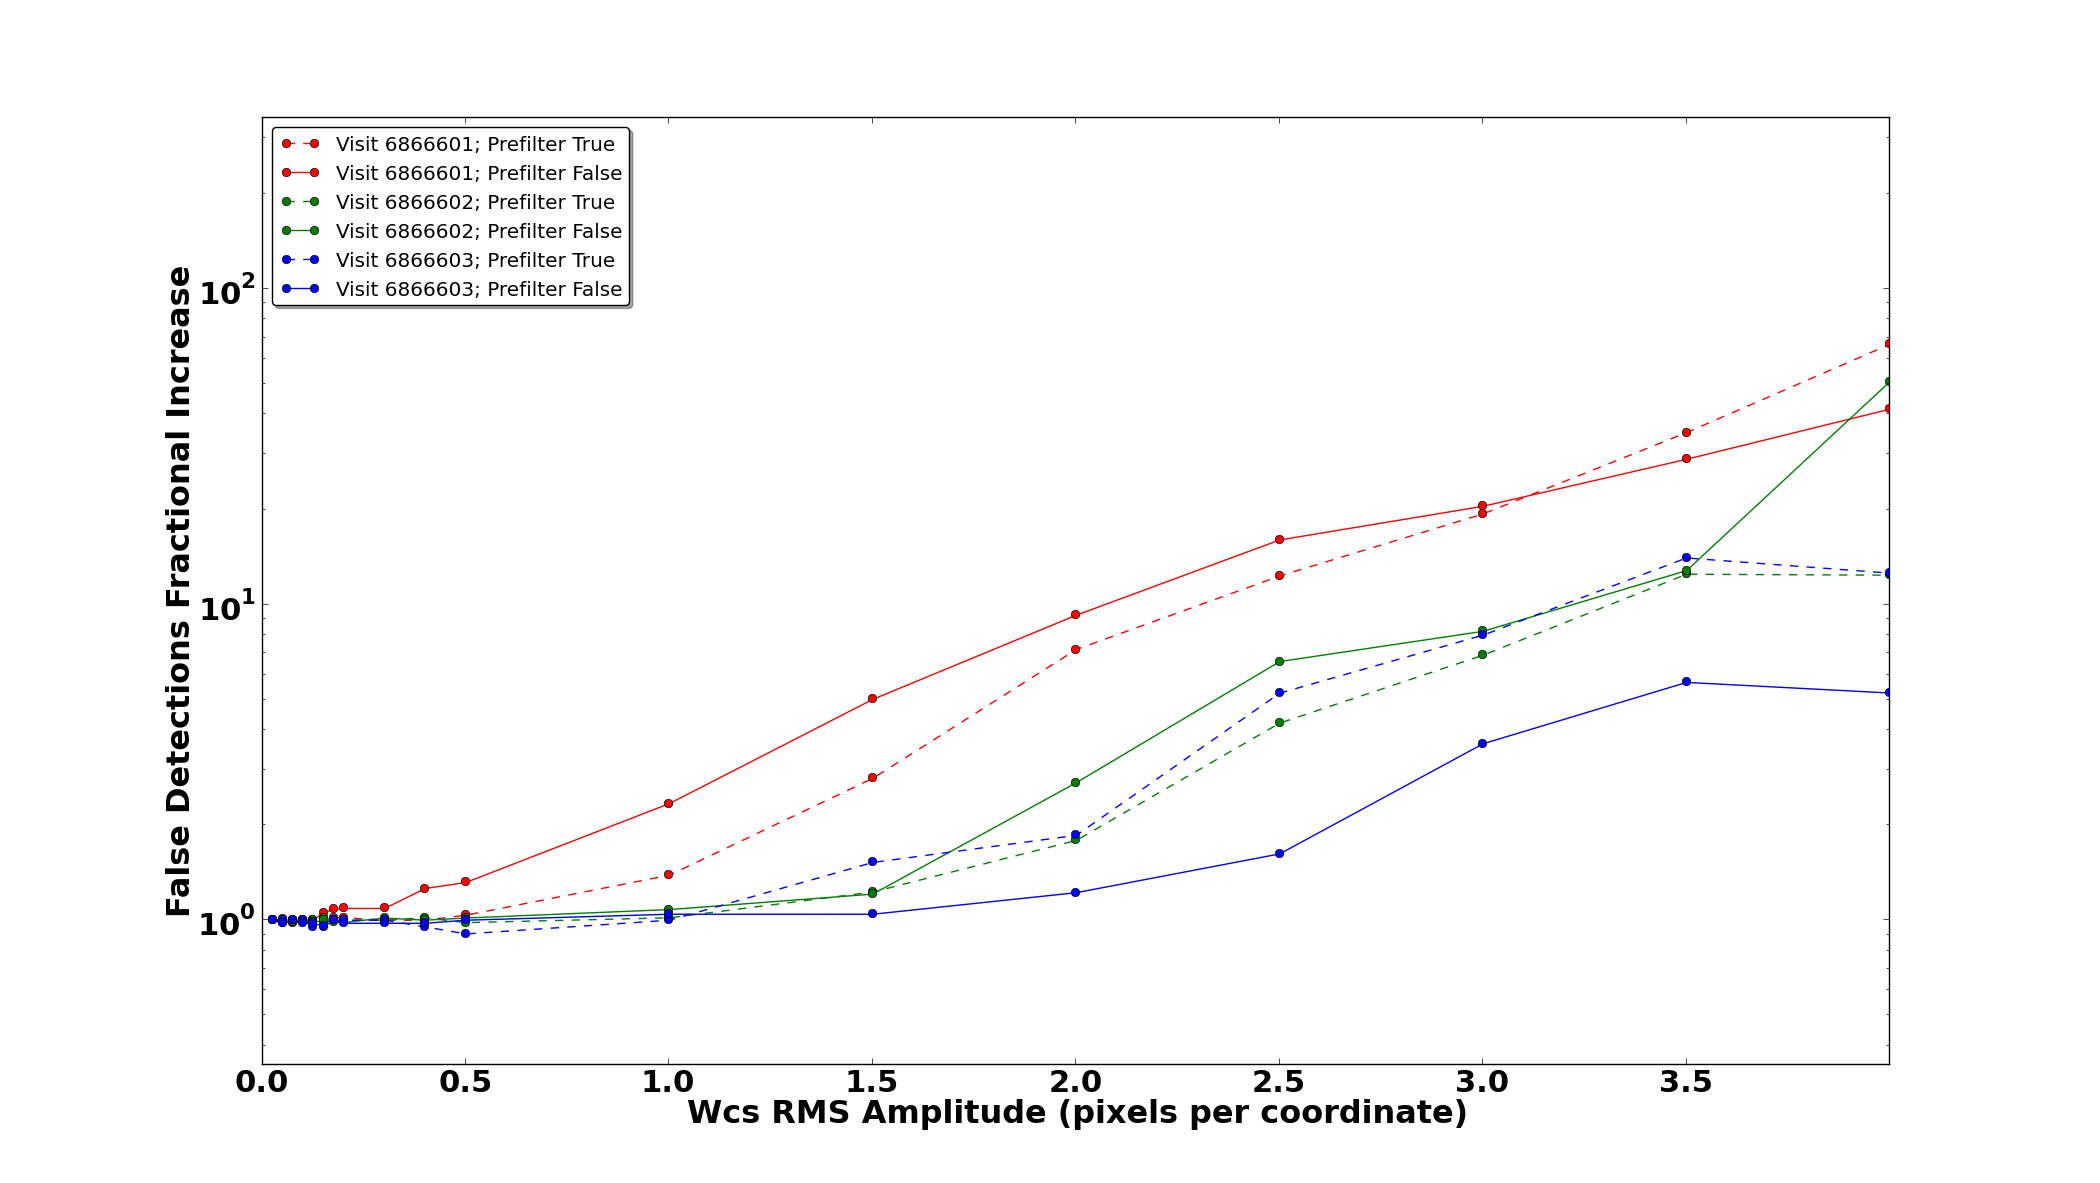 Visit 6866601; Prefilter True
Visit 6866601; Prefilter False
Visit 6866602; Prefilter True
Visit 6866602; Prefilter False
Visit 6866603; Prefilter True
Visit 6866603; Prefilter False
False Detections Fractional Increase
10²
10¹
10⁰
0.0 0.5 1.0 1.5 2.0 2.5 3.0 3.5
Wcs RMS Amplitude (pixels per coordinate)